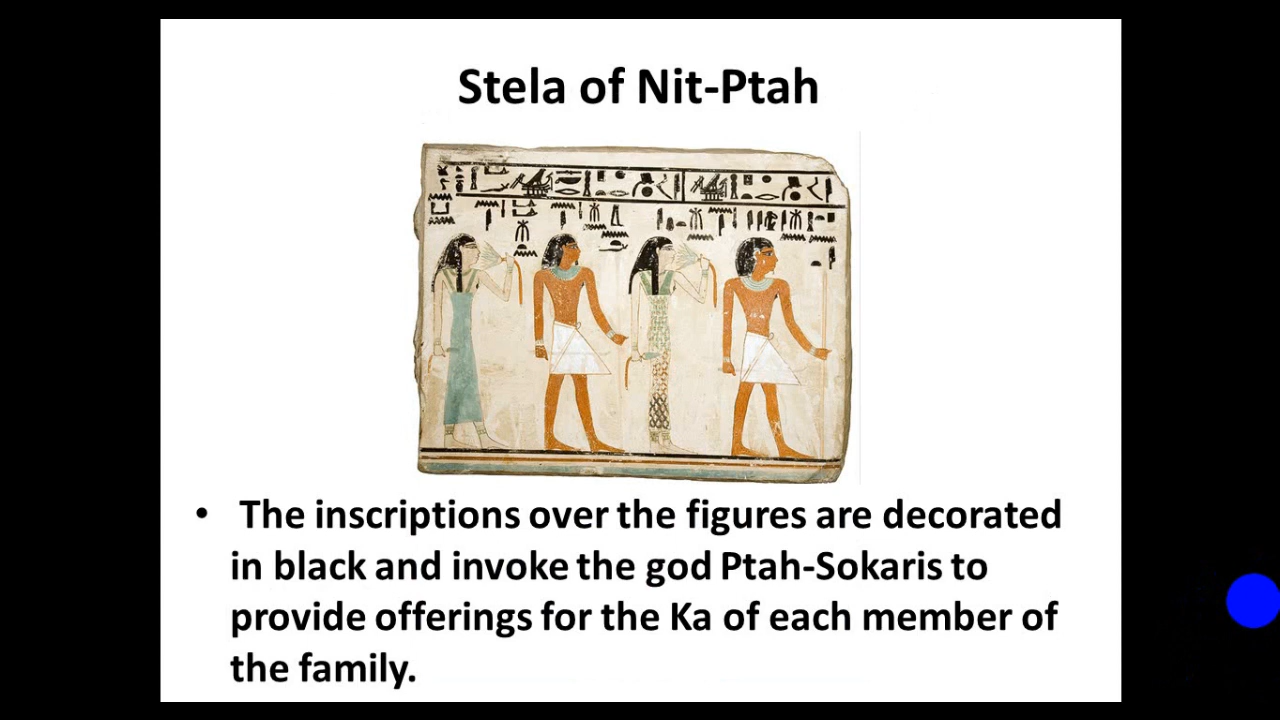 Stela of Nit-Ptah
• The inscriptions over the figures are decorated
in black and invoke the god Ptah-Sokaris to
provide offerings for the Ka of each member of
the family.